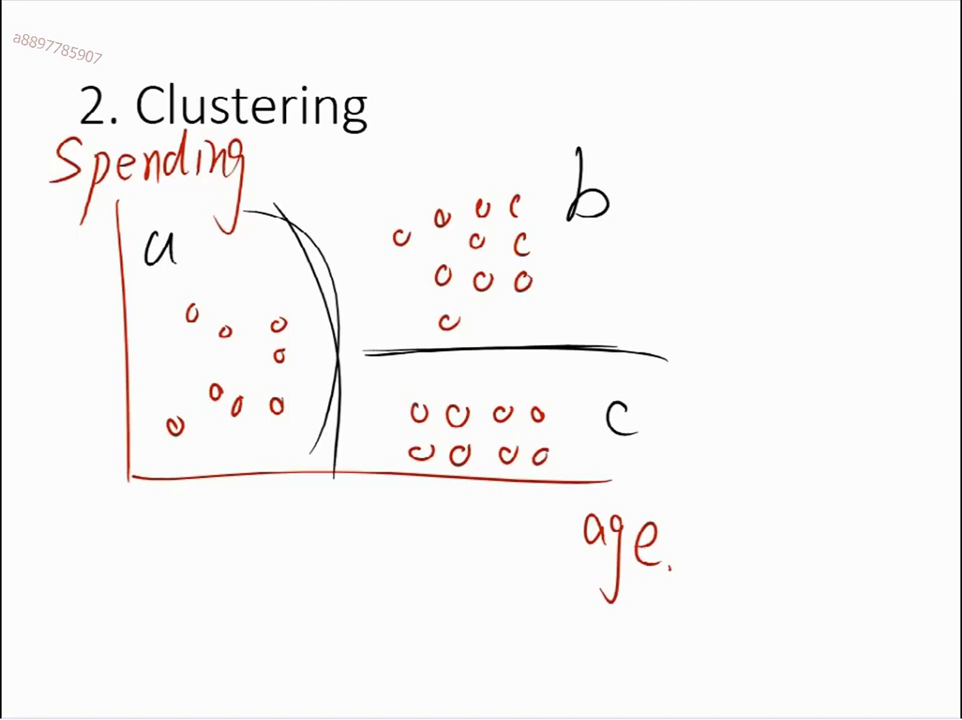 a8897785907
2. Clustering
Spending
a
b
c
age.